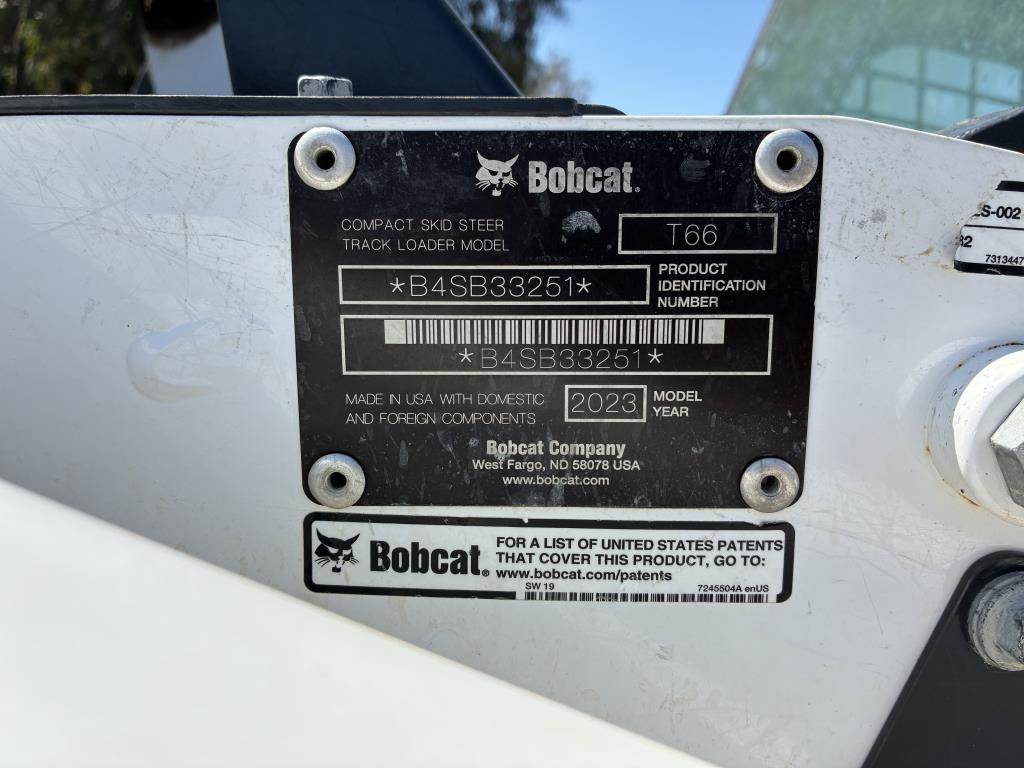 Bobcat.
COMPACT SKID STEER
TRACK LOADER MODEL
T66
*B4SB33251*
PRODUCT
IDENTIFICATION
NUMBER
*B4SB33251*
MADE IN USA WITH DOMESTIC
AND FOREIGN COMPONENTS
2023
MODEL
YEAR
Bobcat Company
West Fargo, ND 58078 USA
www.bobcat.com
Bobcat.
FOR A LIST OF UNITED STATES PATENTS
THAT COVER THIS PRODUCT, GO TO:
www.bobcat.com/patents
SW 19
7245504A enUS
7313447